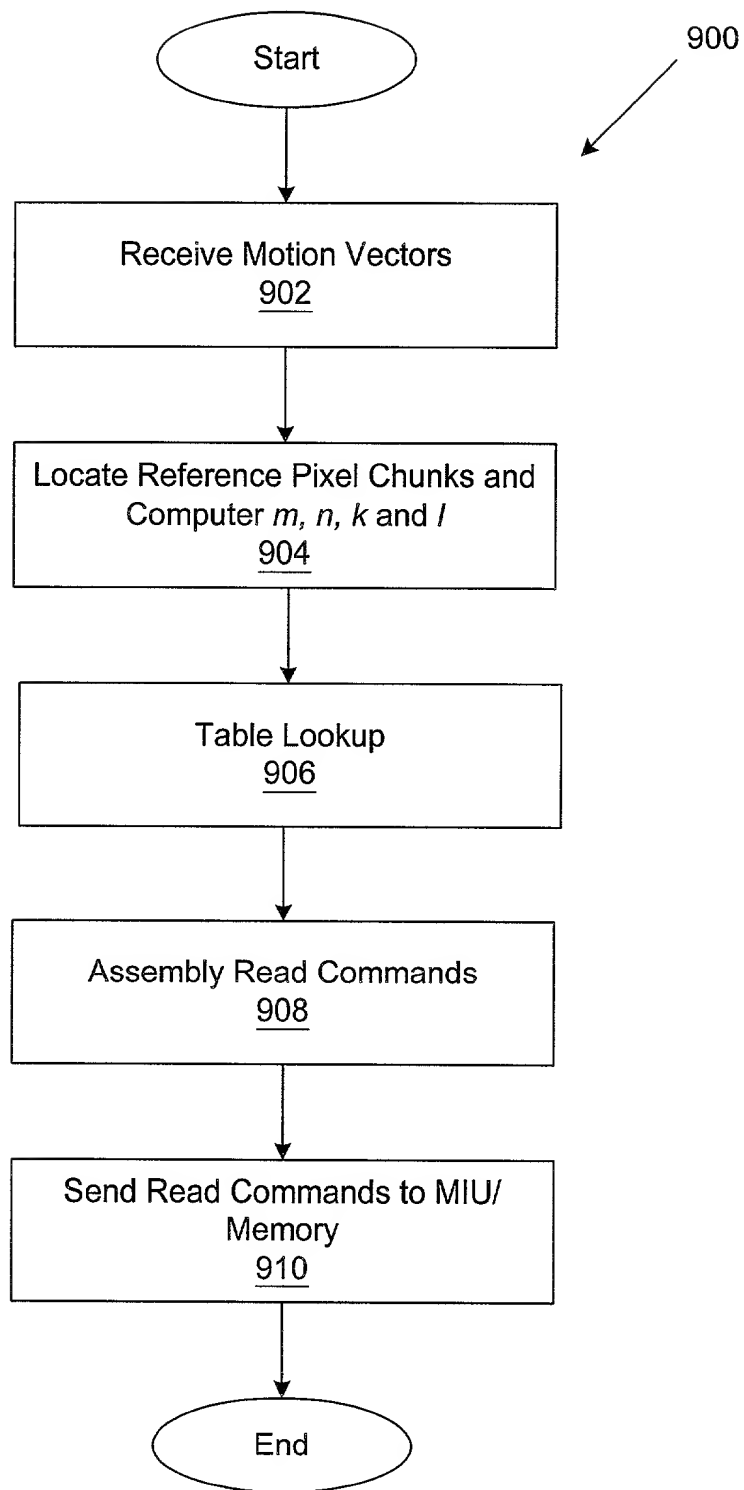 Start
900
Receive Motion Vectors
902
Locate Reference Pixel Chunks and
Computer m, n, k and l
904
Table Lookup
906
Assembly Read Commands
908
Send Read Commands to MIU/
Memory
910
End